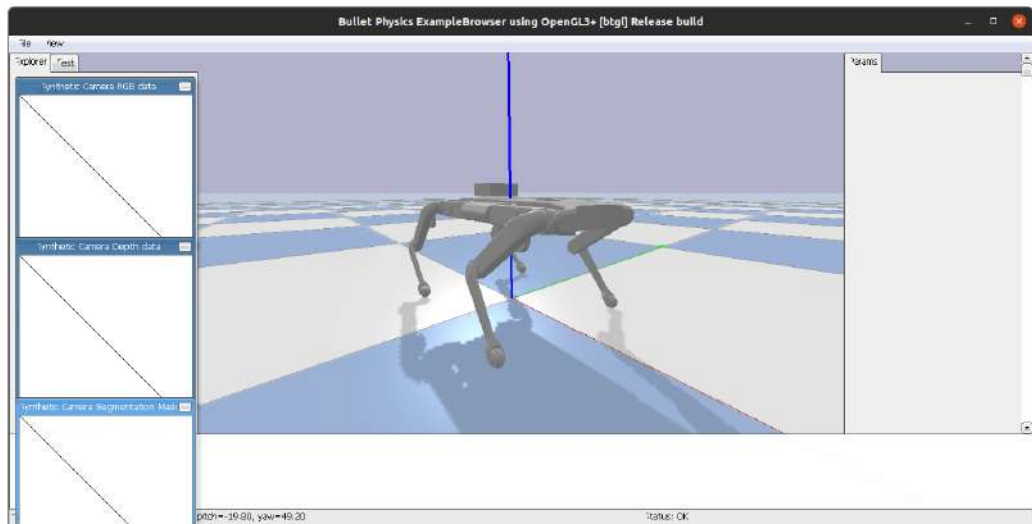 Bullet Physics ExampleBrowser using OpenGL3+ [btgl] Release build
File View
Explorer Test
Params
Synthetic Camera RGB data
Synthetic Camera Depth data
Synthetic Camera Segmentation Mask
pitch=-19.80, yaw=49.20
Status: OK